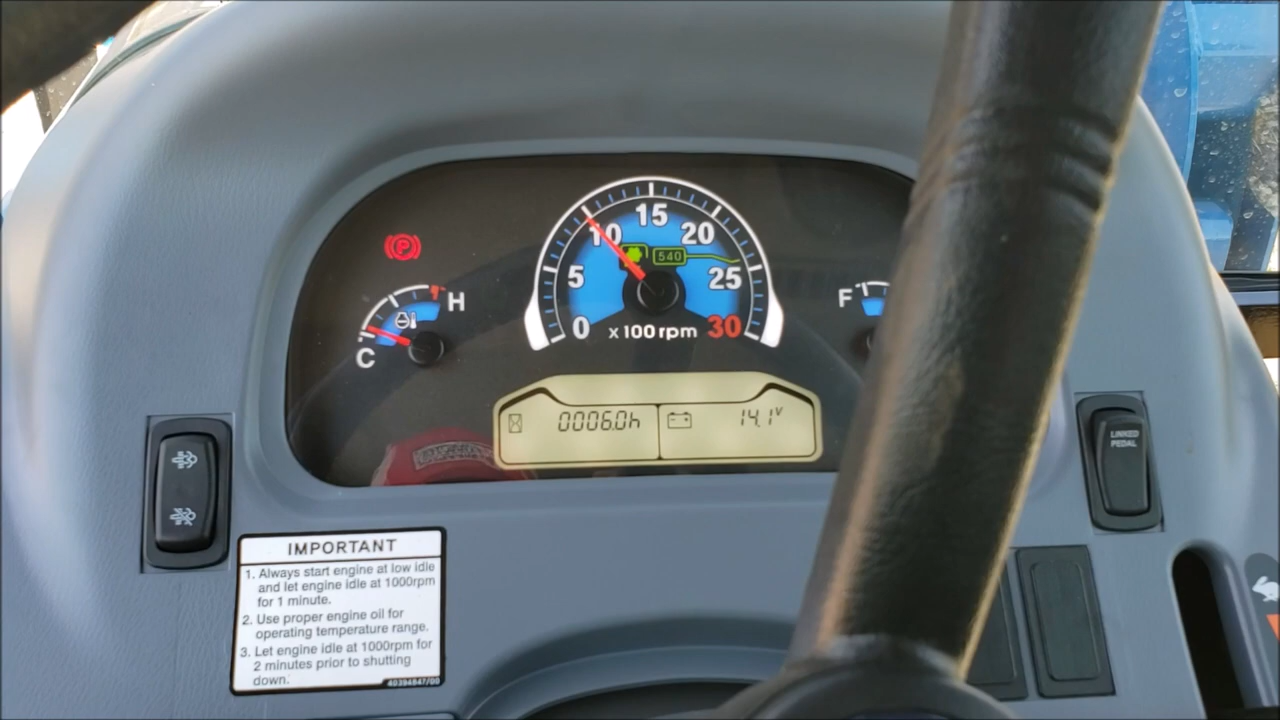 15
10
20
540
5
25
0
x 100 rpm
30
H
C
F
0006.0h
14.1V
LINKED
PEDAL
IMPORTANT
1. Always start engine at low idle
and let engine idle at 1000rpm
for 1 minute.
2. Use proper engine oil for
operating temperature range.
3. Let engine idle at 1000rpm for
2 minutes prior to shutting
down.
40394847/00